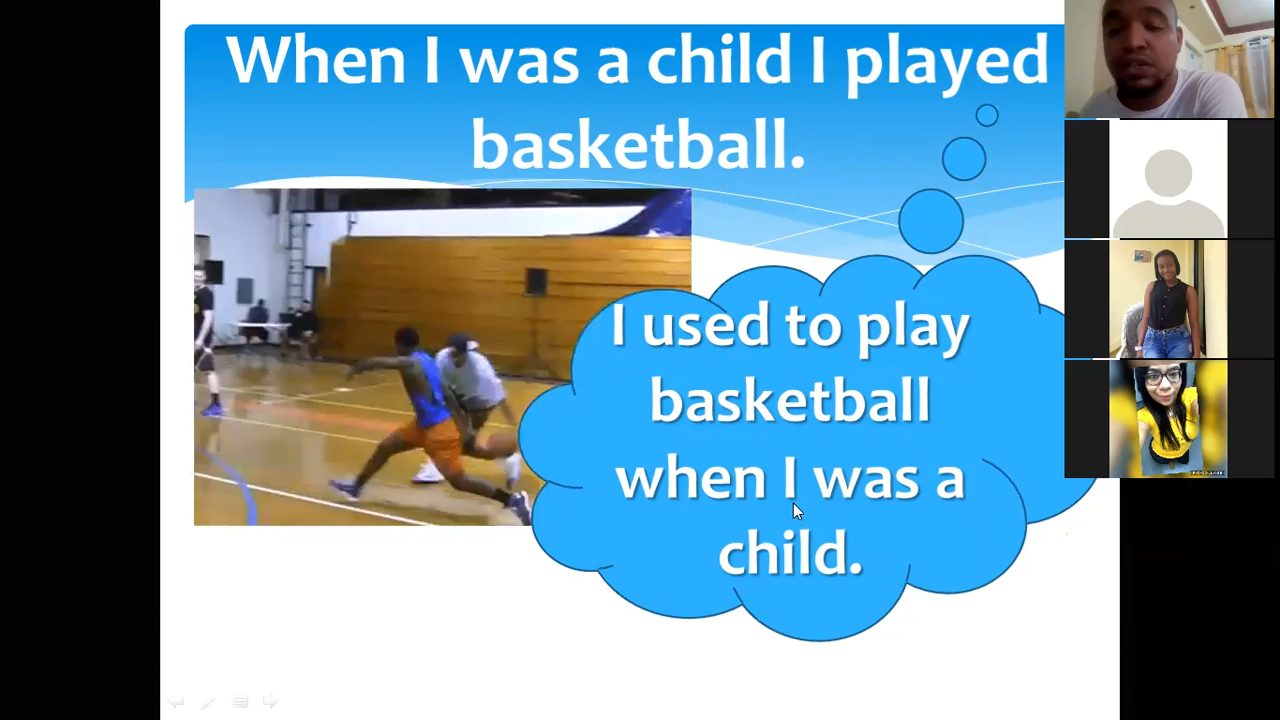 When I was a child I played
basketball.
I used to play
basketball
when I was a
child.